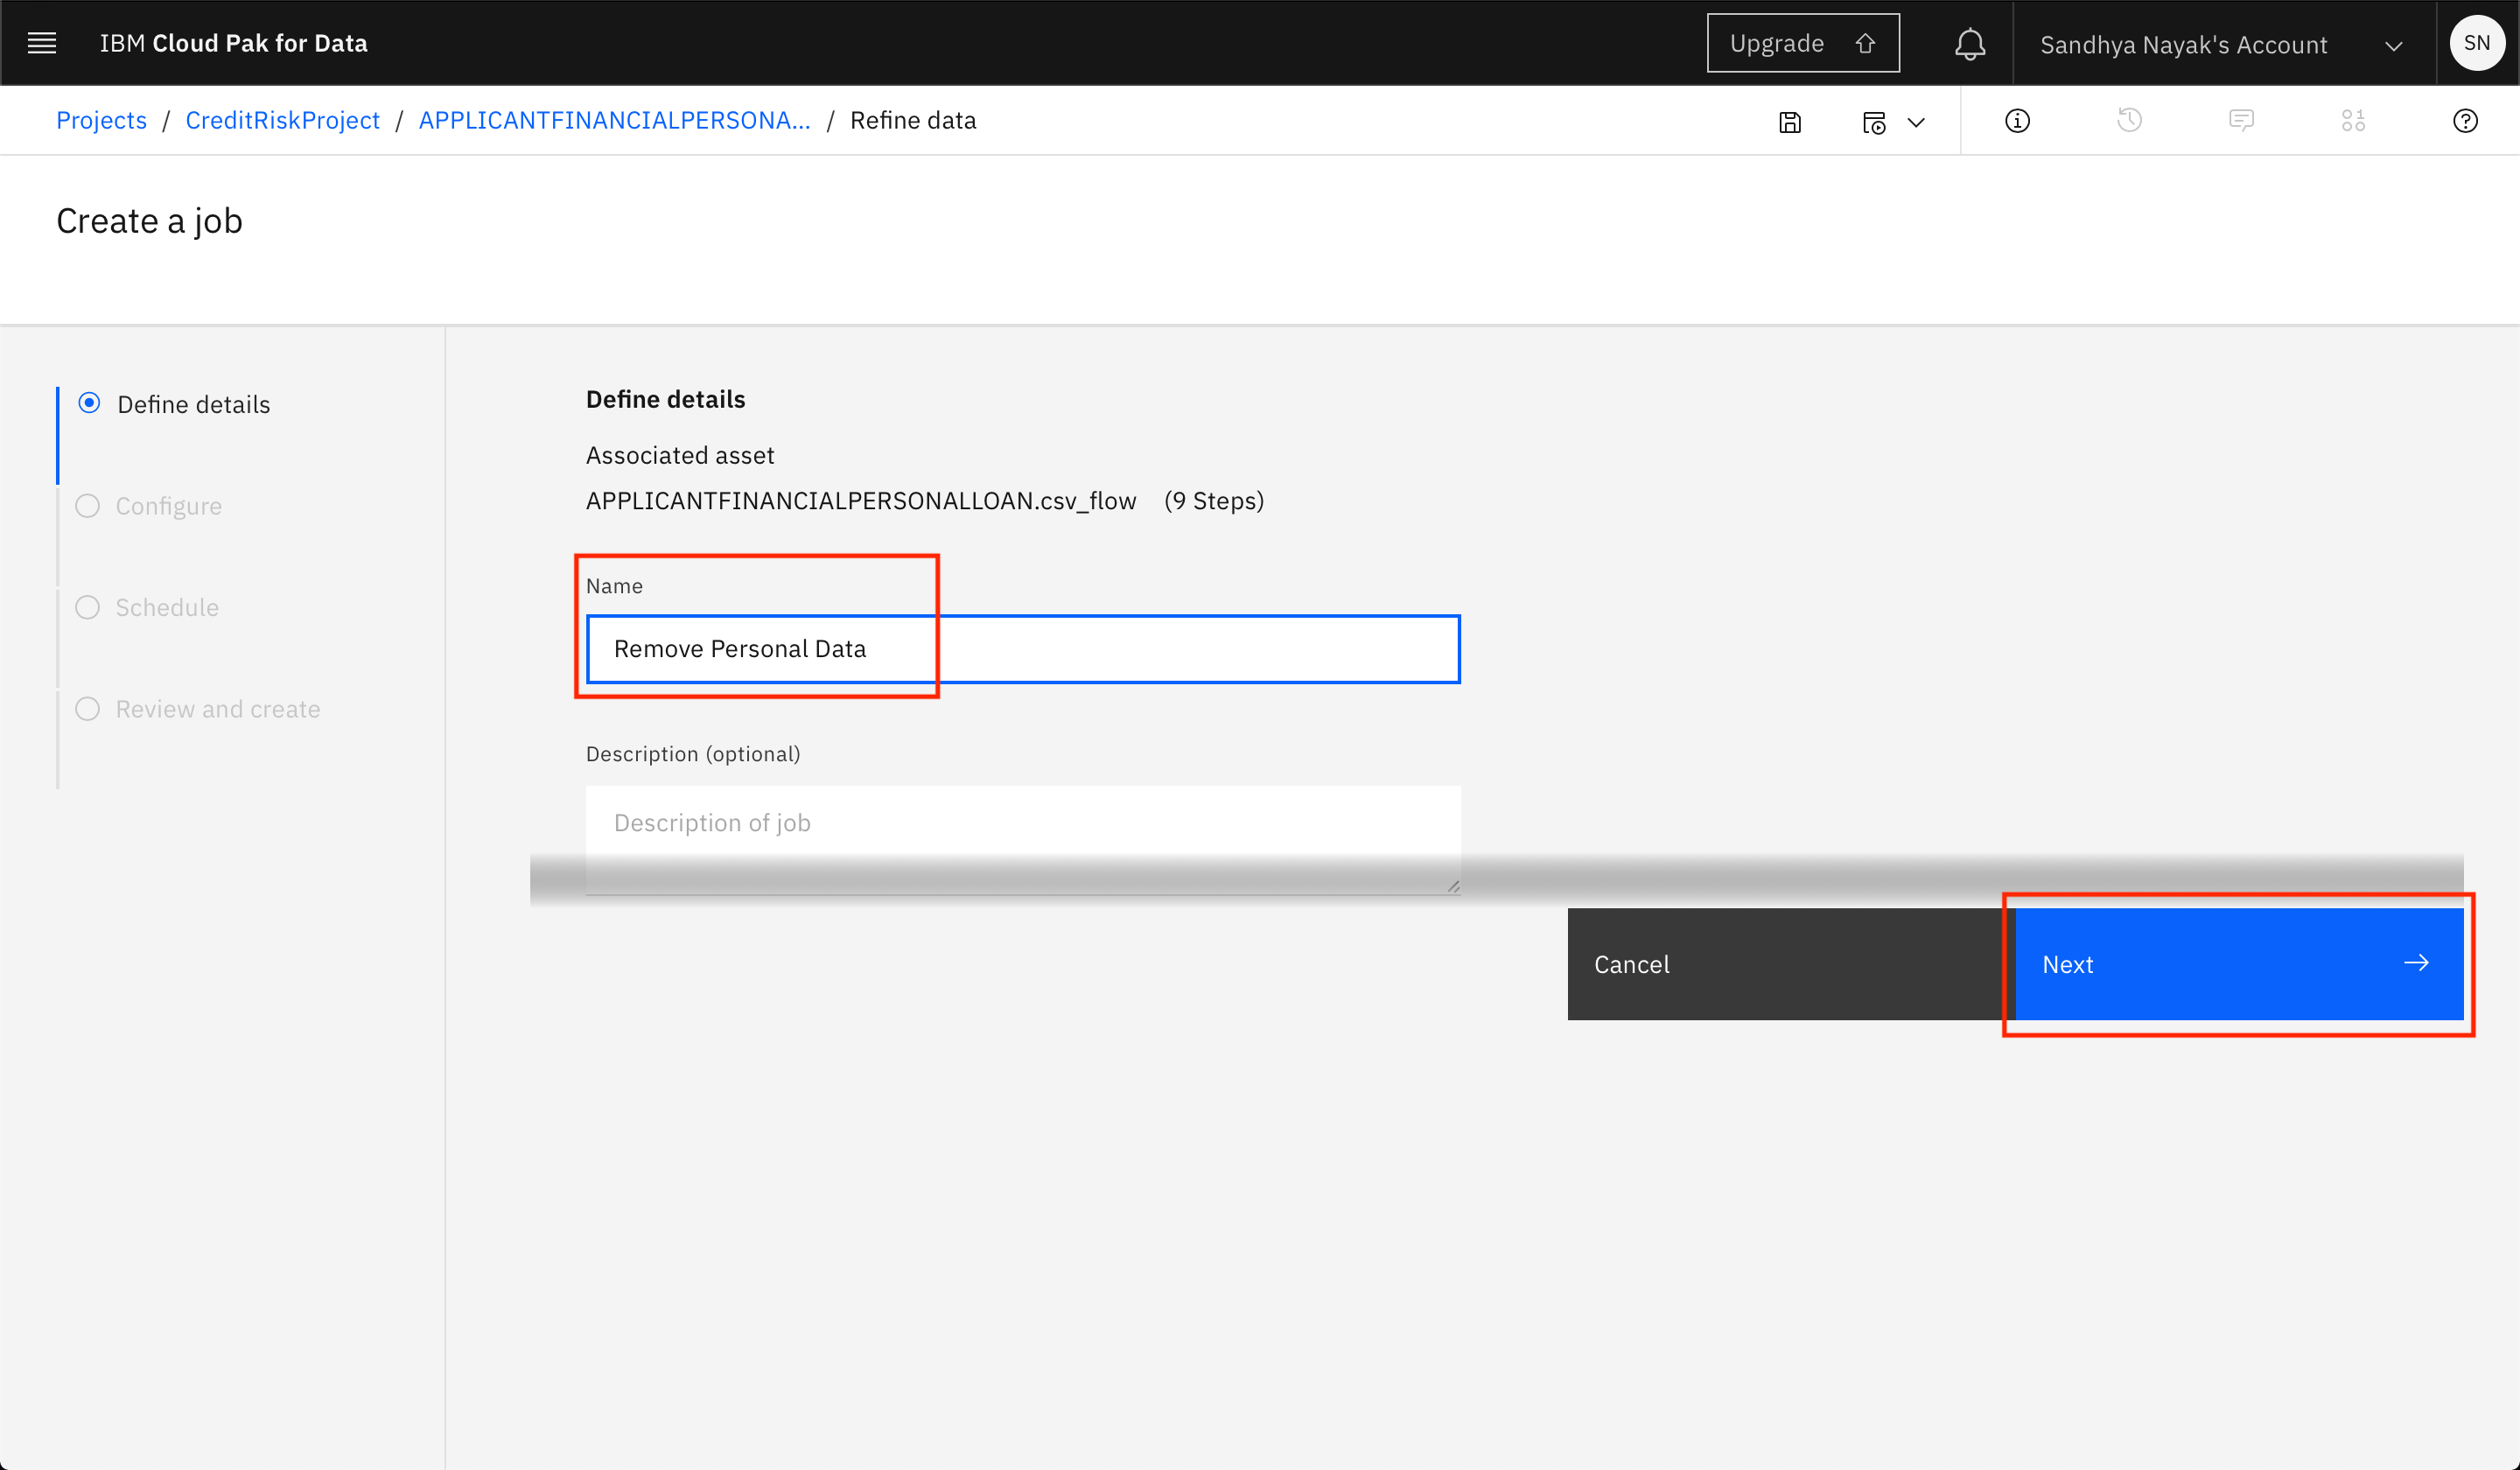 IBM Cloud Pak for Data
Upgrade
Sandhya Nayak's Account
SN
Projects / CreditRiskProject / APPLICANTFINANCIALPERSONA... / Refine data
Create a job
Define details
Configure
Schedule
Review and create
Define details
Associated asset
APPLICANTFINANCIALPERSONALLOAN.csv_flow (9 Steps)
Name
Remove Personal Data
Description (optional)
Description of job
Cancel
Next